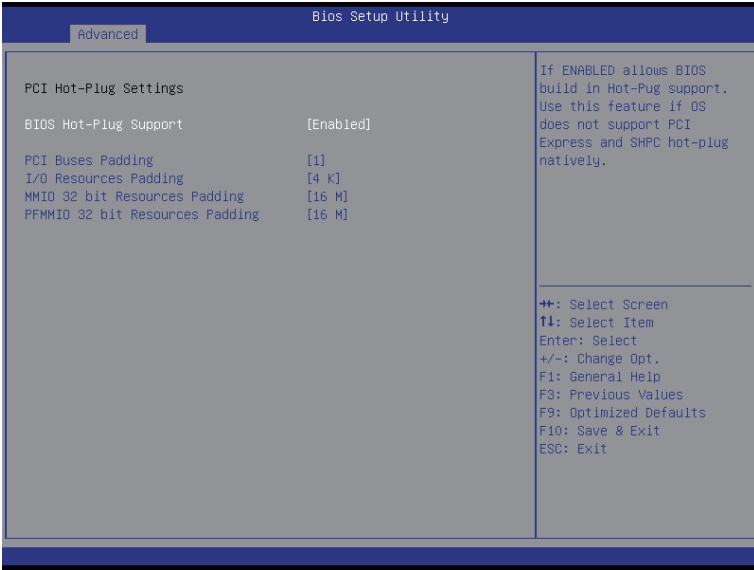 Bios Setup Utility
Advanced
PCI Hot-Plug Settings
BIOS Hot-Plug Support [Enabled]
PCI Buses Padding [1]
I/O Resources Padding [4 K]
MMIO 32 bit Resources Padding [16 M]
PFMMIO 32 bit Resources Padding [16 M]
If ENABLED allows BIOS
build in Hot-Pug support.
Use this feature if OS
does not support PCI
Express and SHPC hot-plug
natively.
→←: Select Screen
↑↓: Select Item
Enter: Select
+/-: Change Opt.
F1: General Help
F3: Previous Values
F9: Optimized Defaults
F10: Save & Exit
ESC: Exit